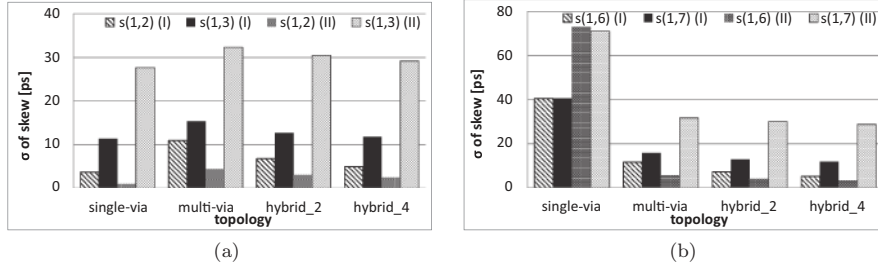 s(1,2) (I) s(1,3) (I) s(1,2) (II) s(1,3) (II)
σ of skew [ps]
40
30
20
10
0
single-via multi-via hybrid_2 hybrid_4
topology
(a)
s(1,6) (I) s(1,7) (I) s(1,6) (II) s(1,7) (II)
σ of skew [ps]
80
60
40
20
0
single-via multi-via hybrid_2 hybrid_4
topology
(b)